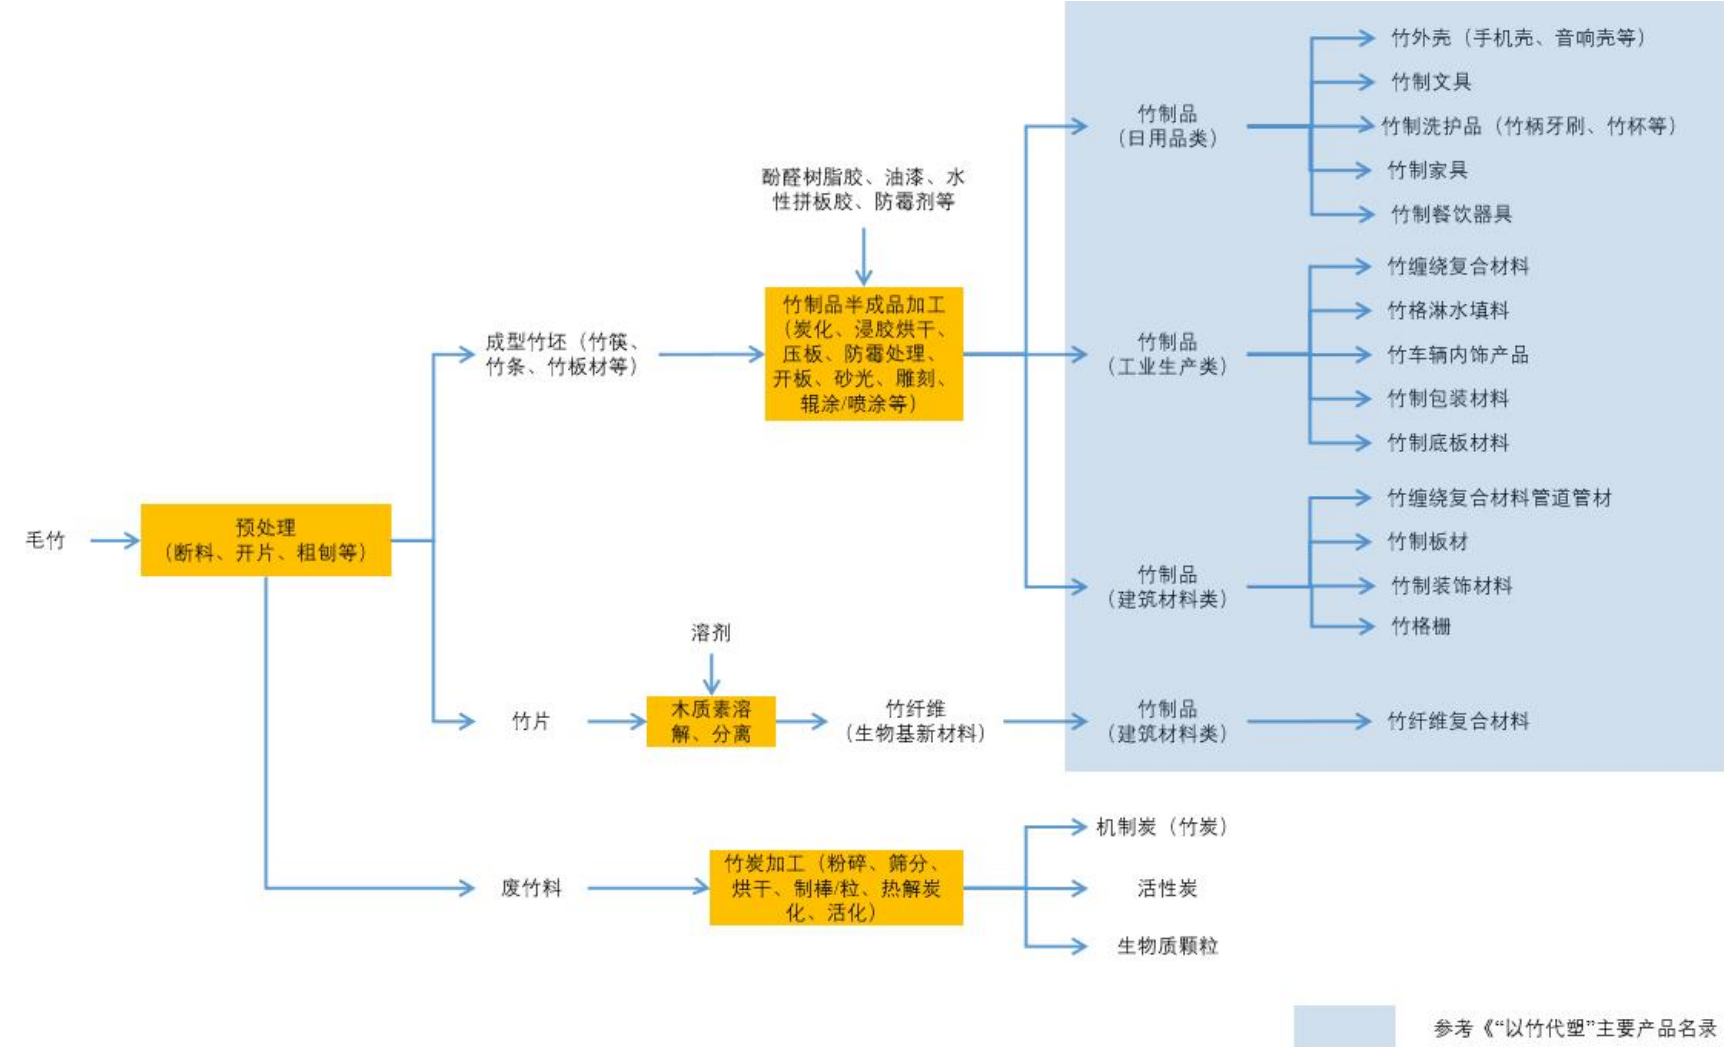 毛竹
预处理
（断料、开片、粗刨等）
成型竹坯（竹筷、
竹条、竹板材等）
酚醛树脂胶、油漆、水
性拼板胶、防霉剂等
竹制品半成品加工
（炭化、浸胶烘干、
压板、防霉处理、
开板、砂光、雕刻、
辊涂/喷涂等）
竹制品
（日用品类）
竹外壳（手机壳、音响壳等）
竹制文具
竹制洗护品（竹柄牙刷、竹杯等）
竹制家具
竹制餐饮器具
竹制品
（工业生产类）
竹缠绕复合材料
竹格淋水填料
竹车辆内饰产品
竹制包装材料
竹制底板材料
竹制品
（建筑材料类）
竹缠绕复合材料管道管材
竹制板材
竹制装饰材料
竹格栅
竹片
溶剂
木质素溶
解、分离
竹纤维
（生物基新材料）
竹制品
（建筑材料类）
竹纤维复合材料
废竹料
竹炭加工（粉碎、筛分、
烘干、制棒/粒、热解炭
化、活化）
机制炭（竹炭）
活性炭
生物质颗粒
参考《“以竹代塑”主要产品名录